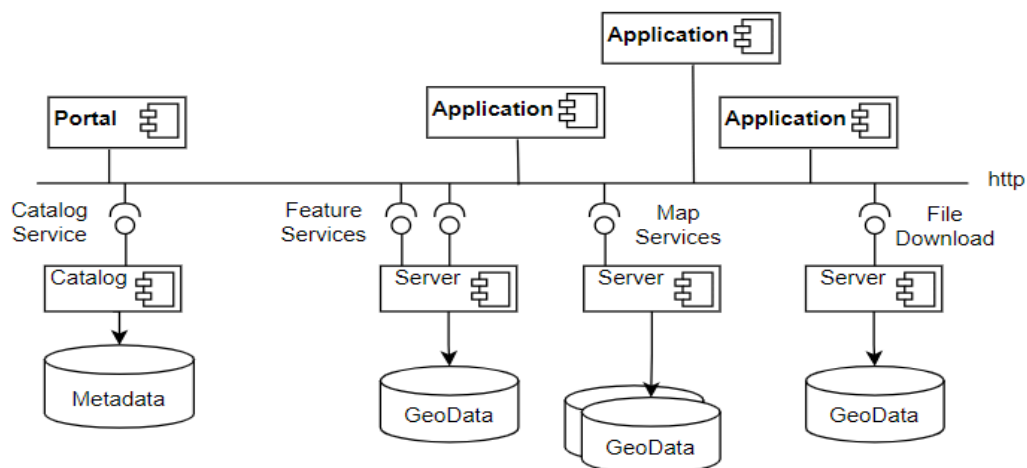 Application
Portal
Application
Application
http
Catalog
Service
Feature
Services
Map
Services
File
Download
Catalog
Server
Server
Server
Metadata
GeoData
GeoData
GeoData